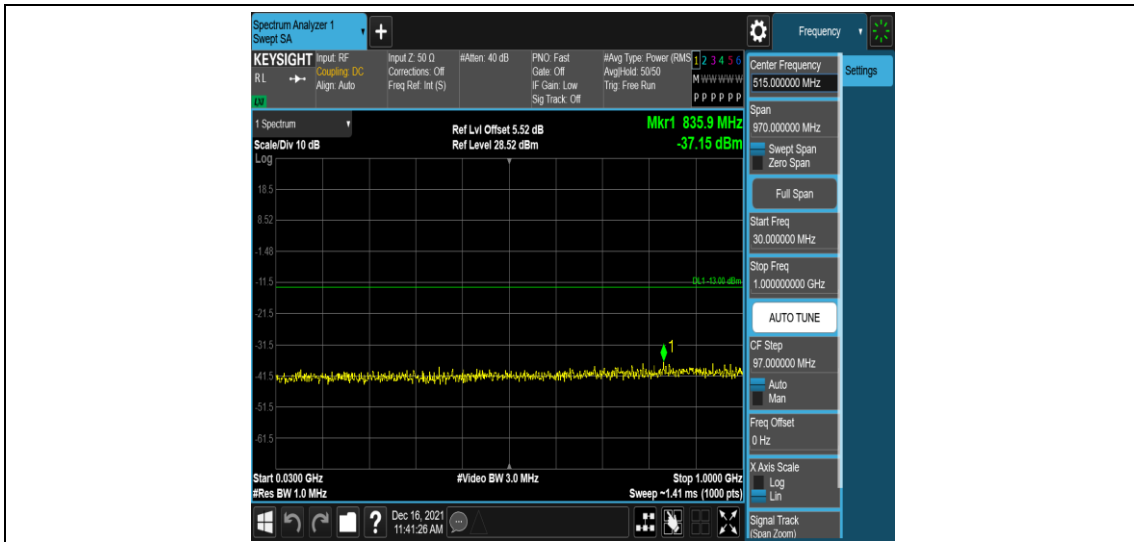 Spectrum Analyzer 1
Swept SA
+
Frequency
KEYSIGHT
RL
LXI
Input: RF
Coupling: DC
Align: Auto
Input Z: 50 Ω
Corrections: Off
Freq Ref: Int (S)
#Atten: 40 dB
PNO: Fast
Gate: Off
IF Gain: Low
Sig Track: Off
#Avg Type: Power (RMS
Avg|Hold: 50/50
Trig: Free Run
1 2 3 4 5 6
M W W W W W
P P P P P P
1 Spectrum
Scale/Div 10 dB
Ref Lvl Offset 5.52 dB
Ref Level 28.52 dBm
Mkr1 835.9 MHz
-37.15 dBm
Log
18.5
8.52
-1.48
-11.5
-21.5
-31.5
-41.5
-51.5
-61.5
DL1 -13.00 dBm
1
Start 0.0300 GHz
#Res BW 1.0 MHz
#Video BW 3.0 MHz
Stop 1.0000 GHz
Sweep ~1.41 ms (1000 pts)
Center Frequency
515.000000 MHz
Settings
Span
970.000000 MHz
Swept Span
Zero Span
Full Span
Start Freq
30.000000 MHz
Stop Freq
1.000000000 GHz
AUTO TUNE
CF Step
97.000000 MHz
Auto
Man
Freq Offset
0 Hz
X Axis Scale
Log
Lin
Signal Track
(Span Zoom)
?
Dec 16, 2021
11:41:26 AM